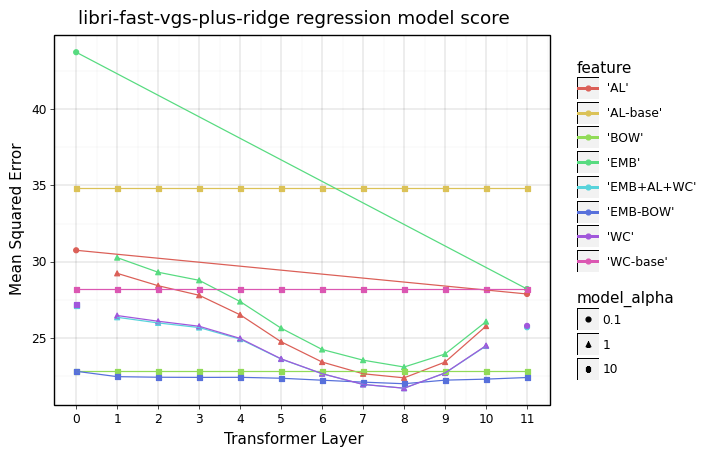 libri-fast-vgs-plus-ridge regression model score
Mean Squared Error
40
35
30
25
0 1 2 3 4 5 6 7 8 9 10 11
Transformer Layer
feature
'AL'
'AL-base'
'BOW'
'EMB'
'EMB+AL+WC'
'EMB-BOW'
'WC'
'WC-base'
model_alpha
0.1
1
10